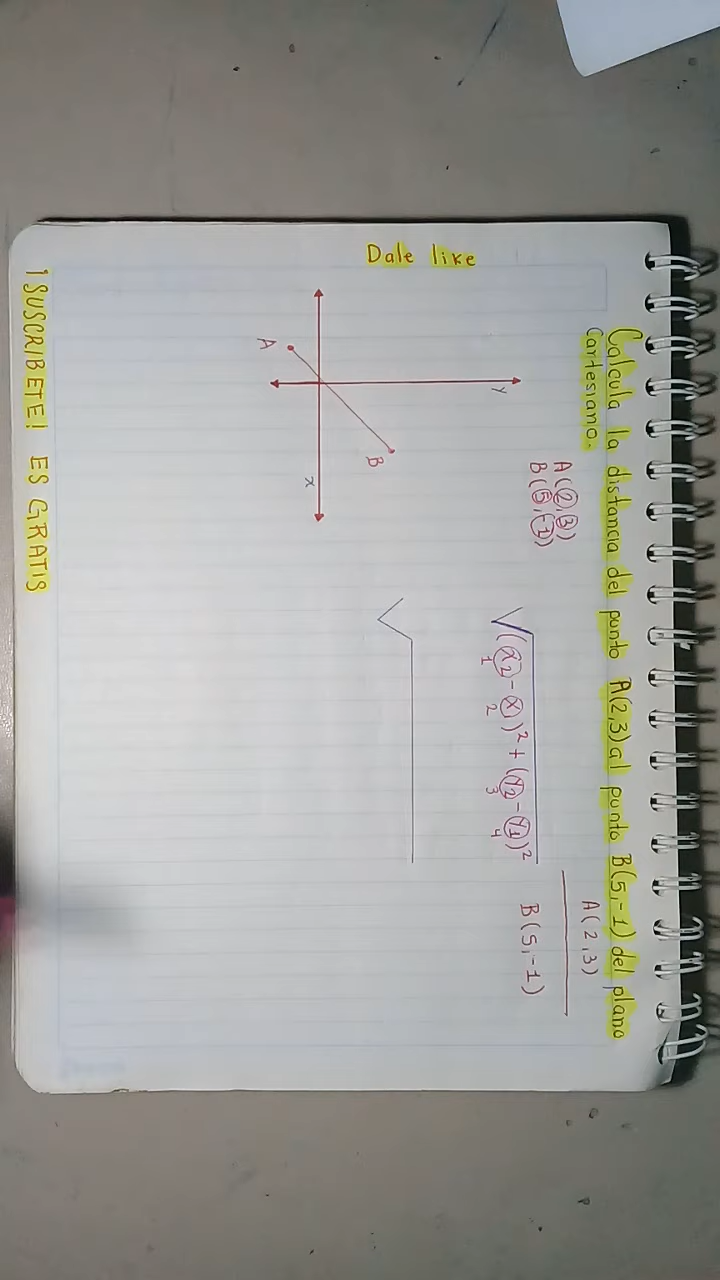 Calcula la distancia del punto A(2,3) al punto B(5,-1) del plano
Cartesiano.
A(2,3)
B(5,-1)
A(2,3)
B(5,-1)
√(x2-x1)²+(y2-y1)²
1 2 3 4
√
Dale like
y
x
A
B
¡SUSCRIBETE! ES GRATIS